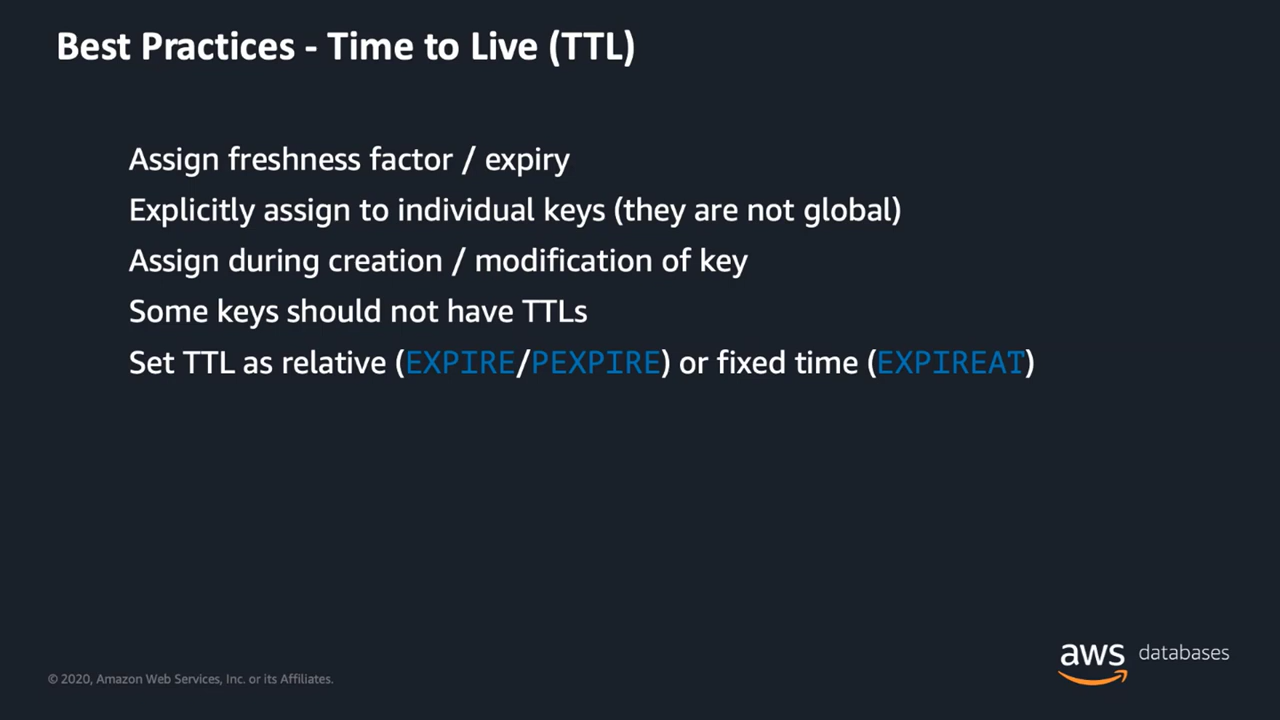 Best Practices - Time to Live (TTL)
Assign freshness factor / expiry
Explicitly assign to individual keys (they are not global)
Assign during creation / modification of key
Some keys should not have TTLs
Set TTL as relative (EXPIRE/PEXPIRE) or fixed time (EXPIREAT)
aws databases
© 2020, Amazon Web Services, Inc. or its Affiliates.